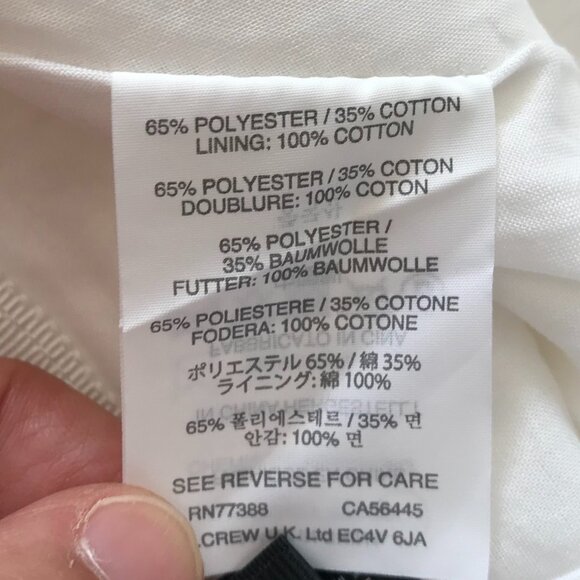 65% POLYESTER / 35% COTTON
LINING: 100% COTTON
65% POLYESTER / 35% COTON
DOUBLURE: 100% COTON
65% POLYESTER /
35% BAUMWOLLE
FUTTER: 100% BAUMWOLLE
65% POLIESTERE / 35% COTONE
FODERA: 100% COTONE
ポリエステル 65% / 綿 35%
ライニング: 綿 100%
65% 폴리에스테르 / 35% 면
안감: 100% 면
SEE REVERSE FOR CARE
RN77388 CA56445
.CREW U.K. Ltd EC4V 6JA